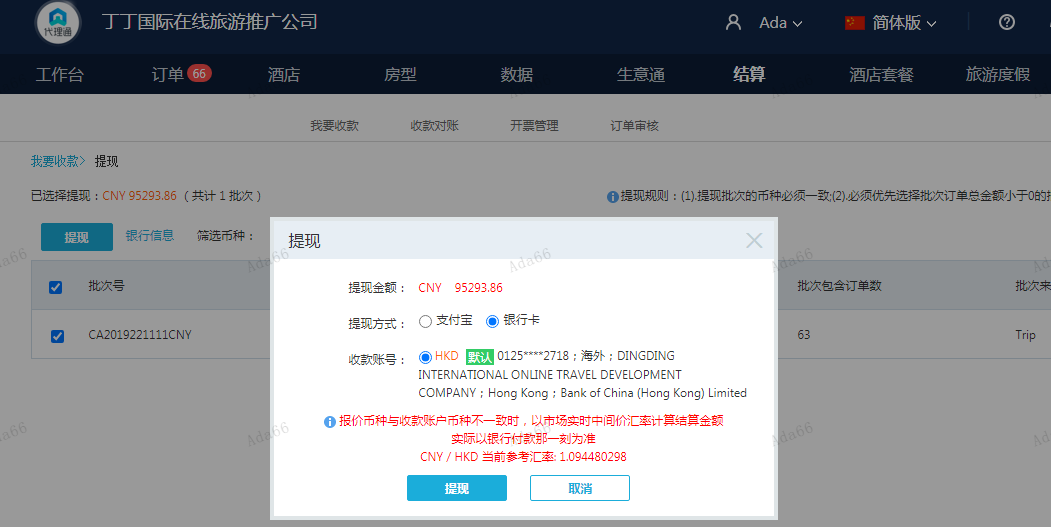 代理通
丁丁国际在线旅游推广公司
Ada
简体版
工作台
订单 66
酒店
房型
数据
生意通
结算
酒店套餐
旅游度假
我要收款
收款对账
开票管理
订单审核
我要收款> 提现
已选择提现：CNY 95293.86 （ 共计 1 批次 ）
提现规则：(1).提现批次的币种必须一致;(2).必须优先选择批次订单总金额小于0的
提现
银行信息
筛选币种：
批次号
批次包含订单数
批次来
CA2019221111CNY
63
Trip
提现
提现金额： CNY 95293.86
提现方式： 支付宝 银行卡
收款账号： HKD 默认 0125****2718；海外；DINGDING
INTERNATIONAL ONLINE TRAVEL DEVELOPMENT
COMPANY；Hong Kong；Bank of China (Hong Kong) Limited
报价币种与收款账户币种不一致时，以市场实时中间价汇率计算结算金额
实际以银行付款那一刻为准
CNY / HKD 当前参考汇率: 1.094480298
提现
取消
Ada66
Ada66
Ada66
Ada66
Ada66